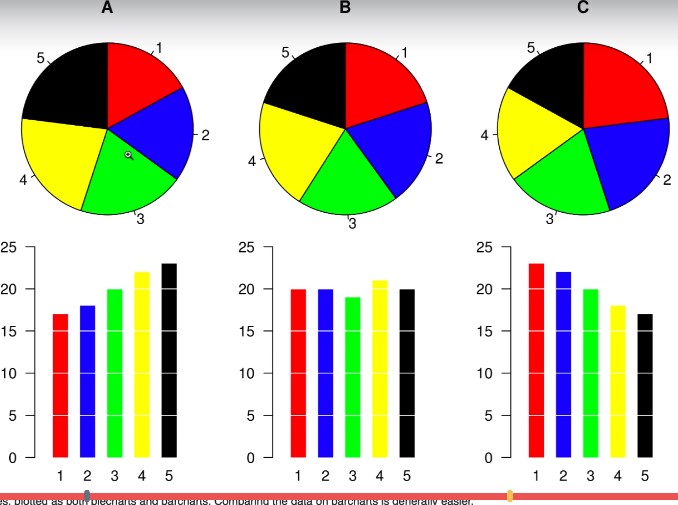 A B C
5 1 5 1 5 1
2 2 2
4 4 4
3 3 3
25 25 25
20 20 20
15 15 15
10 10 10
5 5 5
0 0 0
1 2 3 4 5 1 2 3 4 5 1 2 3 4 5
plotted as both piecharts and barcharts. Comparing the data on barcharts is generally easier.